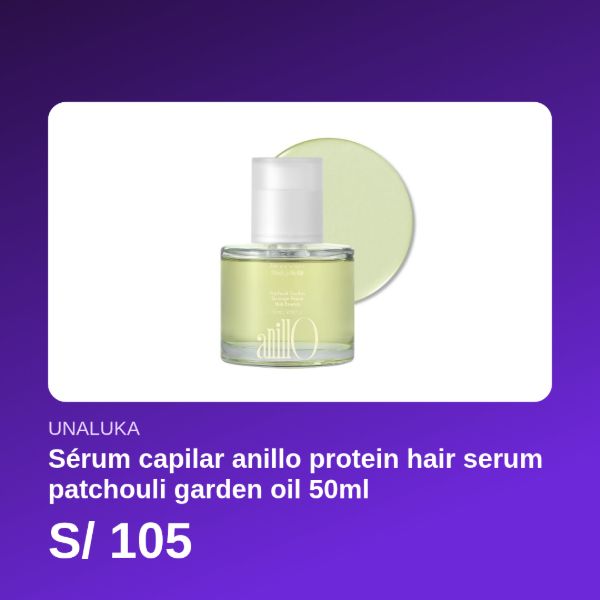 anillO
UNALUKA
Sérum capilar anillo protein hair serum
patchouli garden oil 50ml
S/ 105